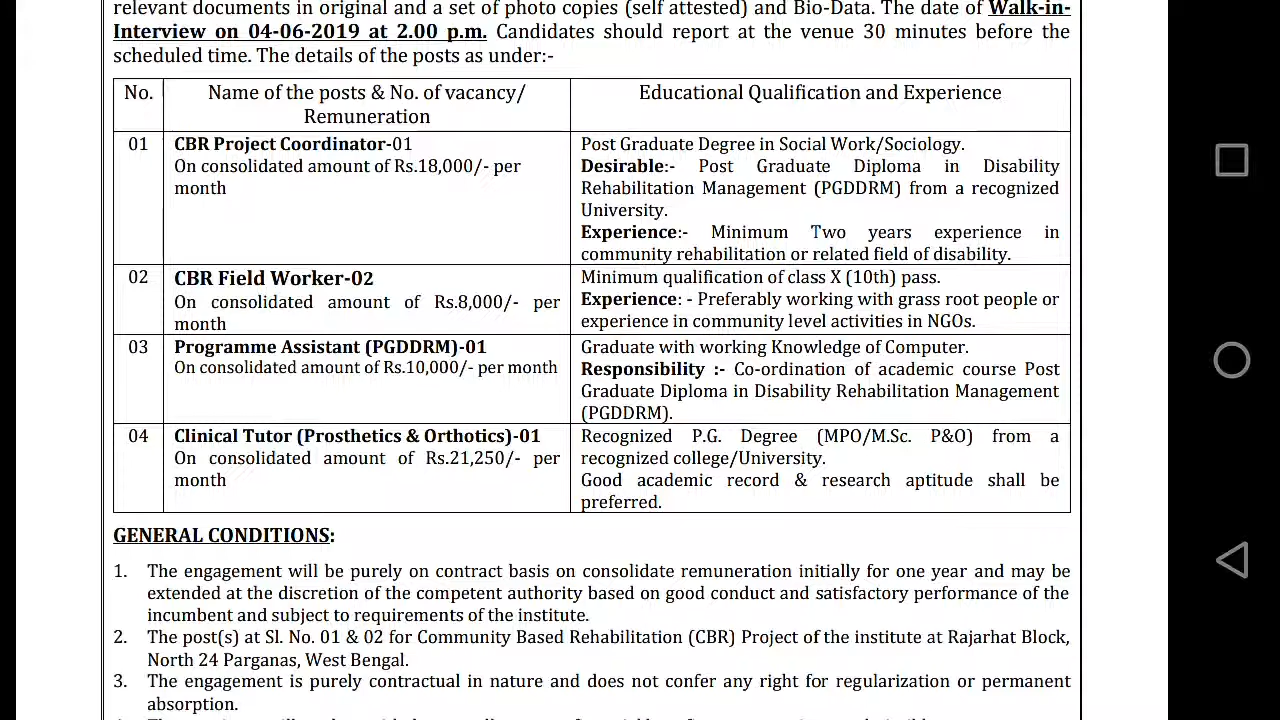 relevant documents in original and a set of photo copies (self attested) and Bio-Data. The date of Walk-in-
Interview on 04-06-2019 at 2.00 p.m. Candidates should report at the venue 30 minutes before the
scheduled time. The details of the posts as under:-
No.
Name of the posts & No. of vacancy/
Remuneration
Educational Qualification and Experience
01
CBR Project Coordinator-01
On consolidated amount of Rs.18,000/- per
month
Post Graduate Degree in Social Work/Sociology.
Desirable:- Post Graduate Diploma in Disability
Rehabilitation Management (PGDDRM) from a recognized
University.
Experience:- Minimum Two years experience in
community rehabilitation or related field of disability.
02
CBR Field Worker-02
On consolidated amount of Rs.8,000/- per
month
Minimum qualification of class X (10th) pass.
Experience: - Preferably working with grass root people or
experience in community level activities in NGOs.
03
Programme Assistant (PGDDRM)-01
On consolidated amount of Rs.10,000/- per month
Graduate with working Knowledge of Computer.
Responsibility :- Co-ordination of academic course Post
Graduate Diploma in Disability Rehabilitation Management
(PGDDRM).
04
Clinical Tutor (Prosthetics & Orthotics)-01
On consolidated amount of Rs.21,250/- per
month
Recognized P.G. Degree (MPO/M.Sc. P&O) from a
recognized college/University.
Good academic record & research aptitude shall be
preferred.
GENERAL CONDITIONS:
1. The engagement will be purely on contract basis on consolidate remuneration initially for one year and may be
extended at the discretion of the competent authority based on good conduct and satisfactory performance of the
incumbent and subject to requirements of the institute.
2. The post(s) at Sl. No. 01 & 02 for Community Based Rehabilitation (CBR) Project of the institute at Rajarhat Block,
North 24 Parganas, West Bengal.
3. The engagement is purely contractual in nature and does not confer any right for regularization or permanent
absorption.